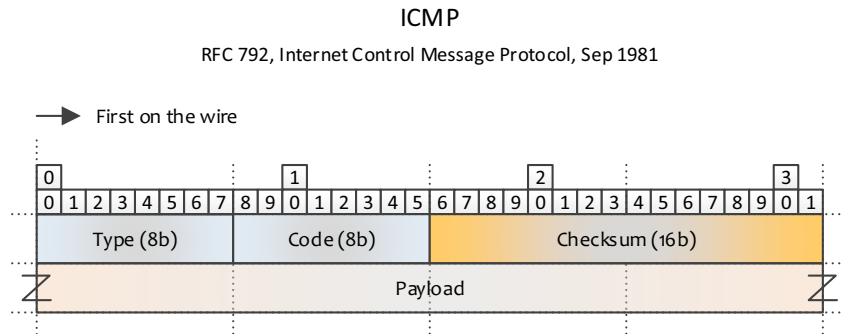 ICMP
RFC 792, Internet Control Message Protocol, Sep 1981
First on the wire
0 1 2 3
0 1 2 3 4 5 6 7 8 9 0 1 2 3 4 5 6 7 8 9 0 1 2 3 4 5 6 7 8 9 0 1
Type (8b) Code (8b) Checksum (16b)
Payload